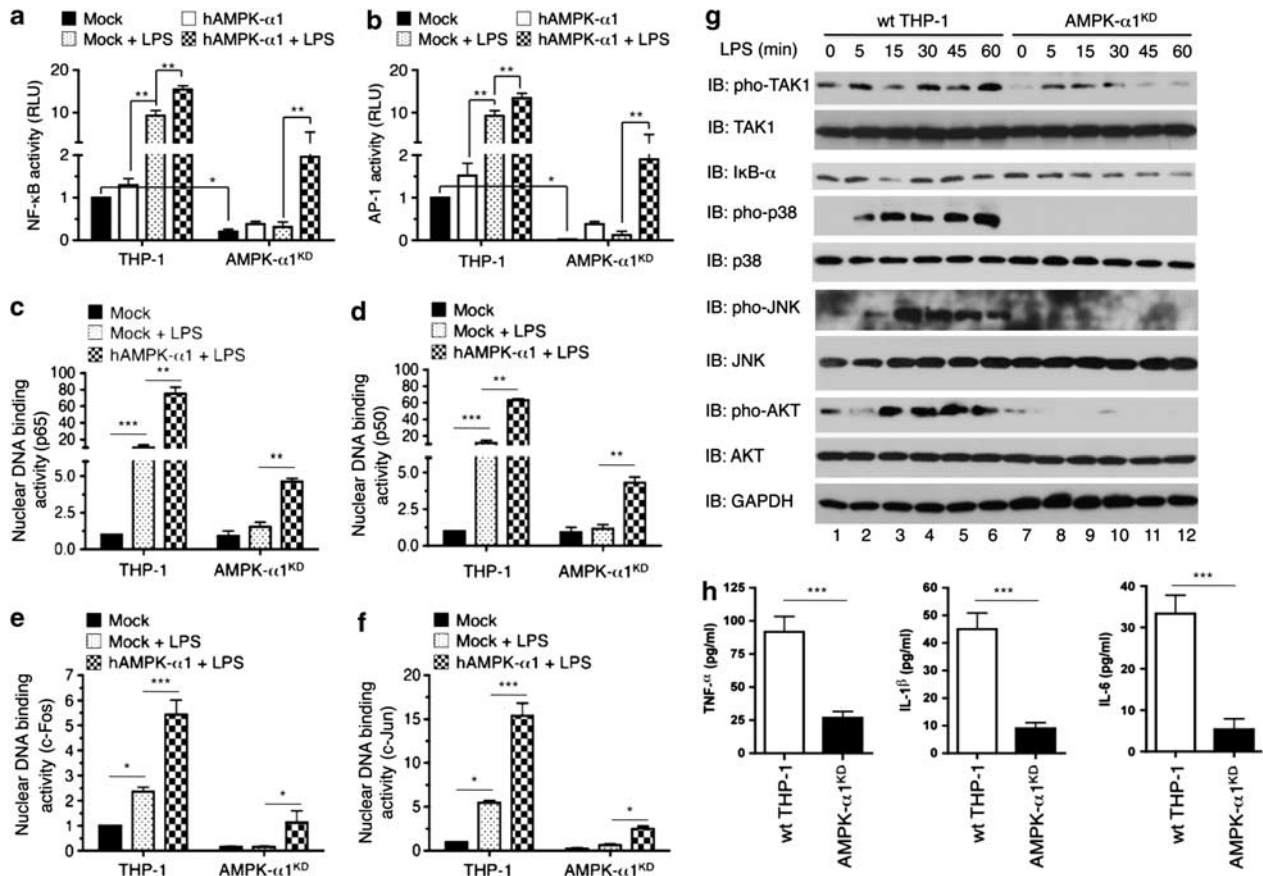 a
Mock
hAMPK-α1
Mock + LPS
hAMPK-α1 + LPS
NF-κB activity (RLU)
20
10
2
1
0
**
**
*
**
THP-1
AMPK-α1KD
b
Mock
hAMPK-α1
Mock + LPS
hAMPK-α1 + LPS
AP-1 activity (RLU)
20
10
2
1
0
**
**
*
**
THP-1
AMPK-α1KD
c
Mock
Mock + LPS
hAMPK-α1 + LPS
Nuclear DNA binding
activity (p65)
100
80
60
40
20
5.0
2.5
0.0
***
**
**
THP-1
AMPK-α1KD
d
Mock
Mock + LPS
hAMPK-α1 + LPS
Nuclear DNA binding
activity (p50)
100
80
60
40
20
5.0
2.5
0.0
***
**
**
THP-1
AMPK-α1KD
e
Mock
Mock + LPS
hAMPK-α1 + LPS
Nuclear DNA binding
activity (c-Fos)
7
6
5
4
3
2
1
0
*
***
*
THP-1
AMPK-α1KD
f
Mock
Mock + LPS
hAMPK-α1 + LPS
Nuclear DNA binding
activity (c-Jun)
20
15
10
5
0
*
***
*
THP-1
AMPK-α1KD
g
wt THP-1 AMPK-α1KD
LPS (min) 0 5 15 30 45 60 0 5 15 30 45 60
IB: pho-TAK1
IB: TAK1
IB: IκB-α
IB: pho-p38
IB: p38
IB: pho-JNK
IB: JNK
IB: pho-AKT
IB: AKT
IB: GAPDH
1 2 3 4 5 6 7 8 9 10 11 12
h
TNF-α (pg/ml)
125
100
75
50
25
0
***
wt THP-1
AMPK-α1KD
IL-1β (pg/ml)
60
50
40
30
20
10
0
***
wt THP-1
AMPK-α1KD
IL-6 (pg/ml)
40
30
20
10
0
***
wt THP-1
AMPK-α1KD